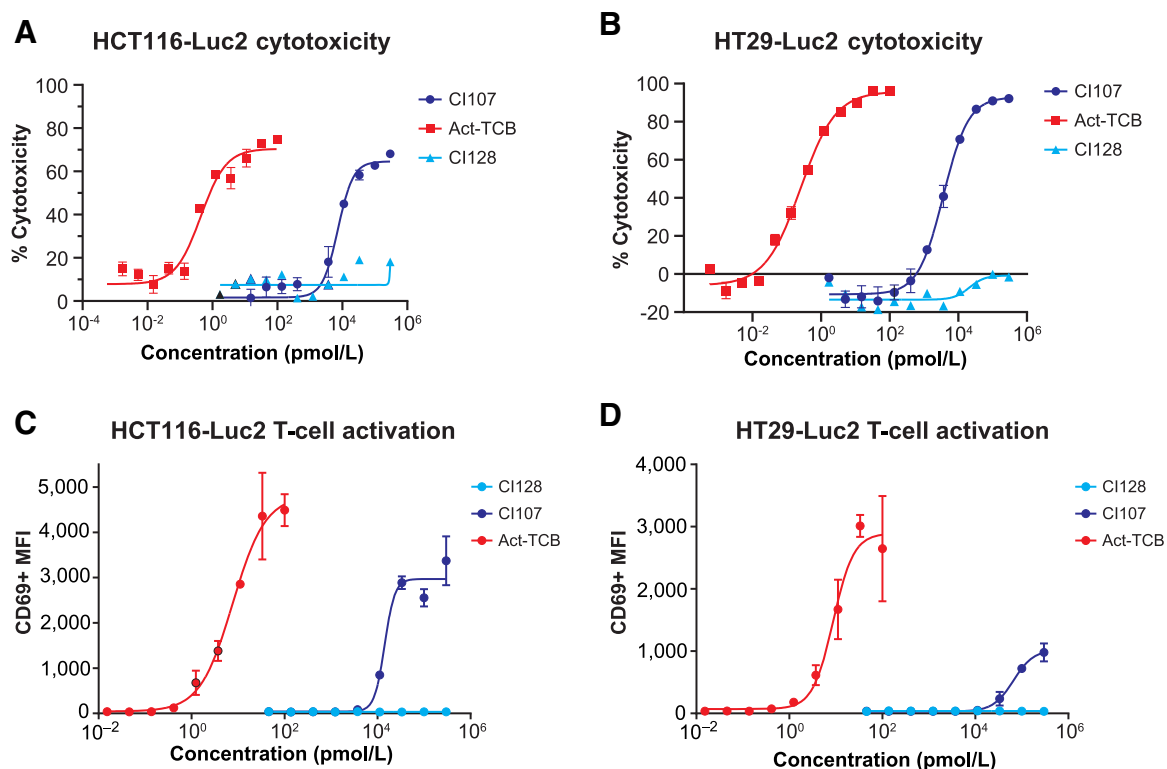 A
HCT116-Luc2 cytotoxicity
% Cytotoxicity
100
80
60
40
20
0
10⁻⁴
10⁻²
10⁰
10²
10⁴
10⁶
Concentration (pmol/L)
CI107
Act-TCB
CI128
B
HT29-Luc2 cytotoxicity
% Cytotoxicity
100
80
60
40
20
0
-20
10⁻²
10⁰
10²
10⁴
10⁶
Concentration (pmol/L)
CI107
Act-TCB
CI128
C
HCT116-Luc2 T-cell activation
CD69+ MFI
5,000
4,000
3,000
2,000
1,000
0
10⁻²
10⁰
10²
10⁴
10⁶
Concentration (pmol/L)
CI128
CI107
Act-TCB
D
HT29-Luc2 T-cell activation
CD69+ MFI
4,000
3,000
2,000
1,000
0
10⁻²
10⁰
10²
10⁴
10⁶
Concentration (pmol/L)
CI128
CI107
Act-TCB